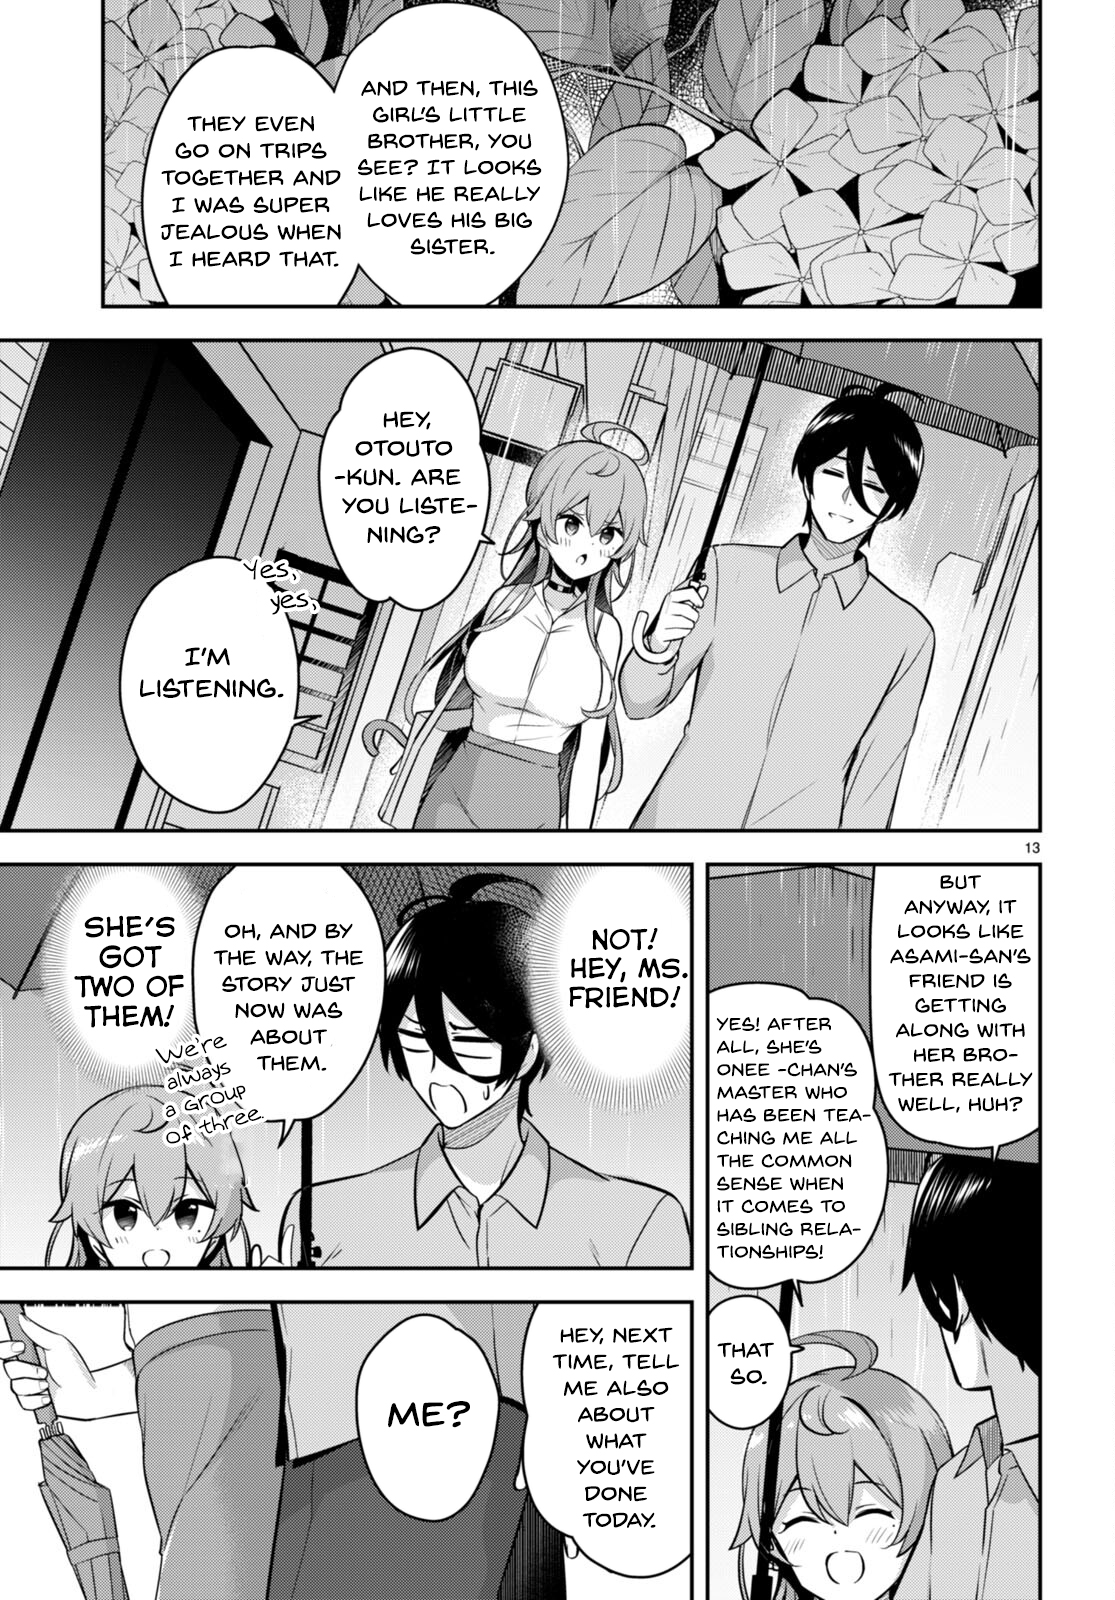 AND THEN, THIS
GIRL'S LITTLE
BROTHER, YOU
SEE? IT LOOKS
LIKE HE REALLY
LOVES HIS BIG
SISTER.
THEY EVEN
GO ON TRIPS
TOGETHER AND
I WAS SUPER
JEALOUS WHEN
I HEARD THAT.
HEY,
OTOUTO
-KUN. ARE
YOU LISTE-
NING?
Yes,
yes,
I'M
LISTENING.
13
BUT
ANYWAY, IT
LOOKS LIKE
ASAMI-SAN'S
FRIEND IS
GETTING
ALONG WITH
HER BRO-
THER REALLY
WELL, HUH?
YES! AFTER
ALL, SHE'S
ONEE -CHAN'S
MASTER WHO
HAS BEEN TEA-
CHING ME ALL
THE COMMON
SENSE WHEN
IT COMES TO
SIBLING RELA-
TIONSHIPS!
THAT
SO.
NOT!
HEY, MS.
FRIEND!
OH, AND BY
THE WAY, THE
STORY JUST
NOW WAS
ABOUT
THEM.
We're
always
a group
of three.
SHE'S
GOT
TWO OF
THEM!
HEY, NEXT
TIME, TELL
ME ALSO
ABOUT
WHAT
YOU'VE
DONE
TODAY.
ME?